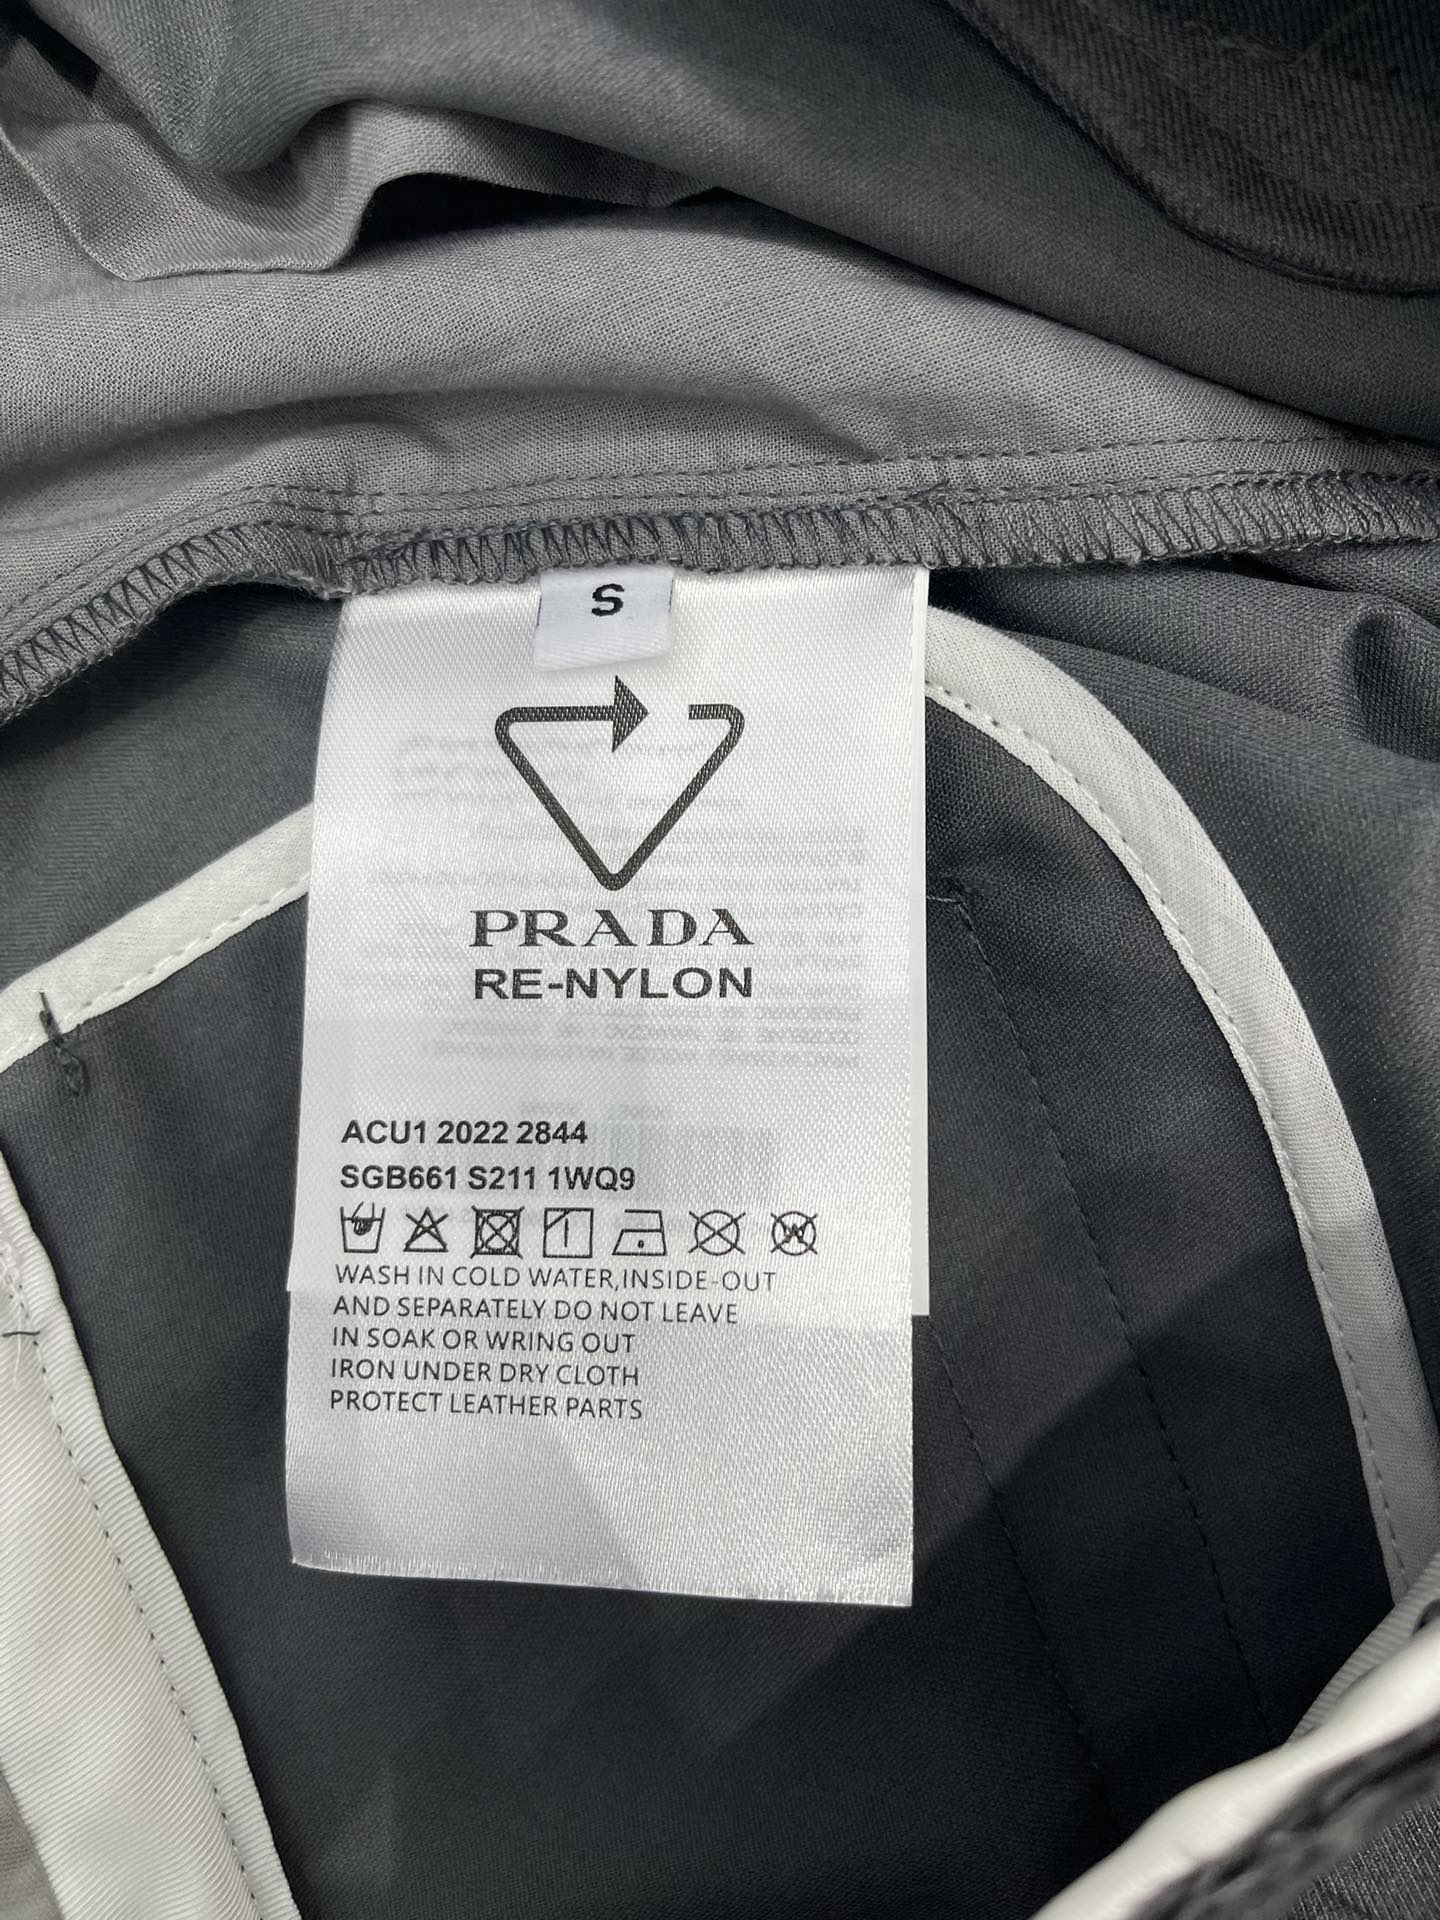 S
PRADA
RE-NYLON
ACU1 2022 2844
SGB661 S211 1WQ9
WASH IN COLD WATER,INSIDE-OUT
AND SEPARATELY DO NOT LEAVE
IN SOAK OR WRING OUT
IRON UNDER DRY CLOTH
PROTECT LEATHER PARTS